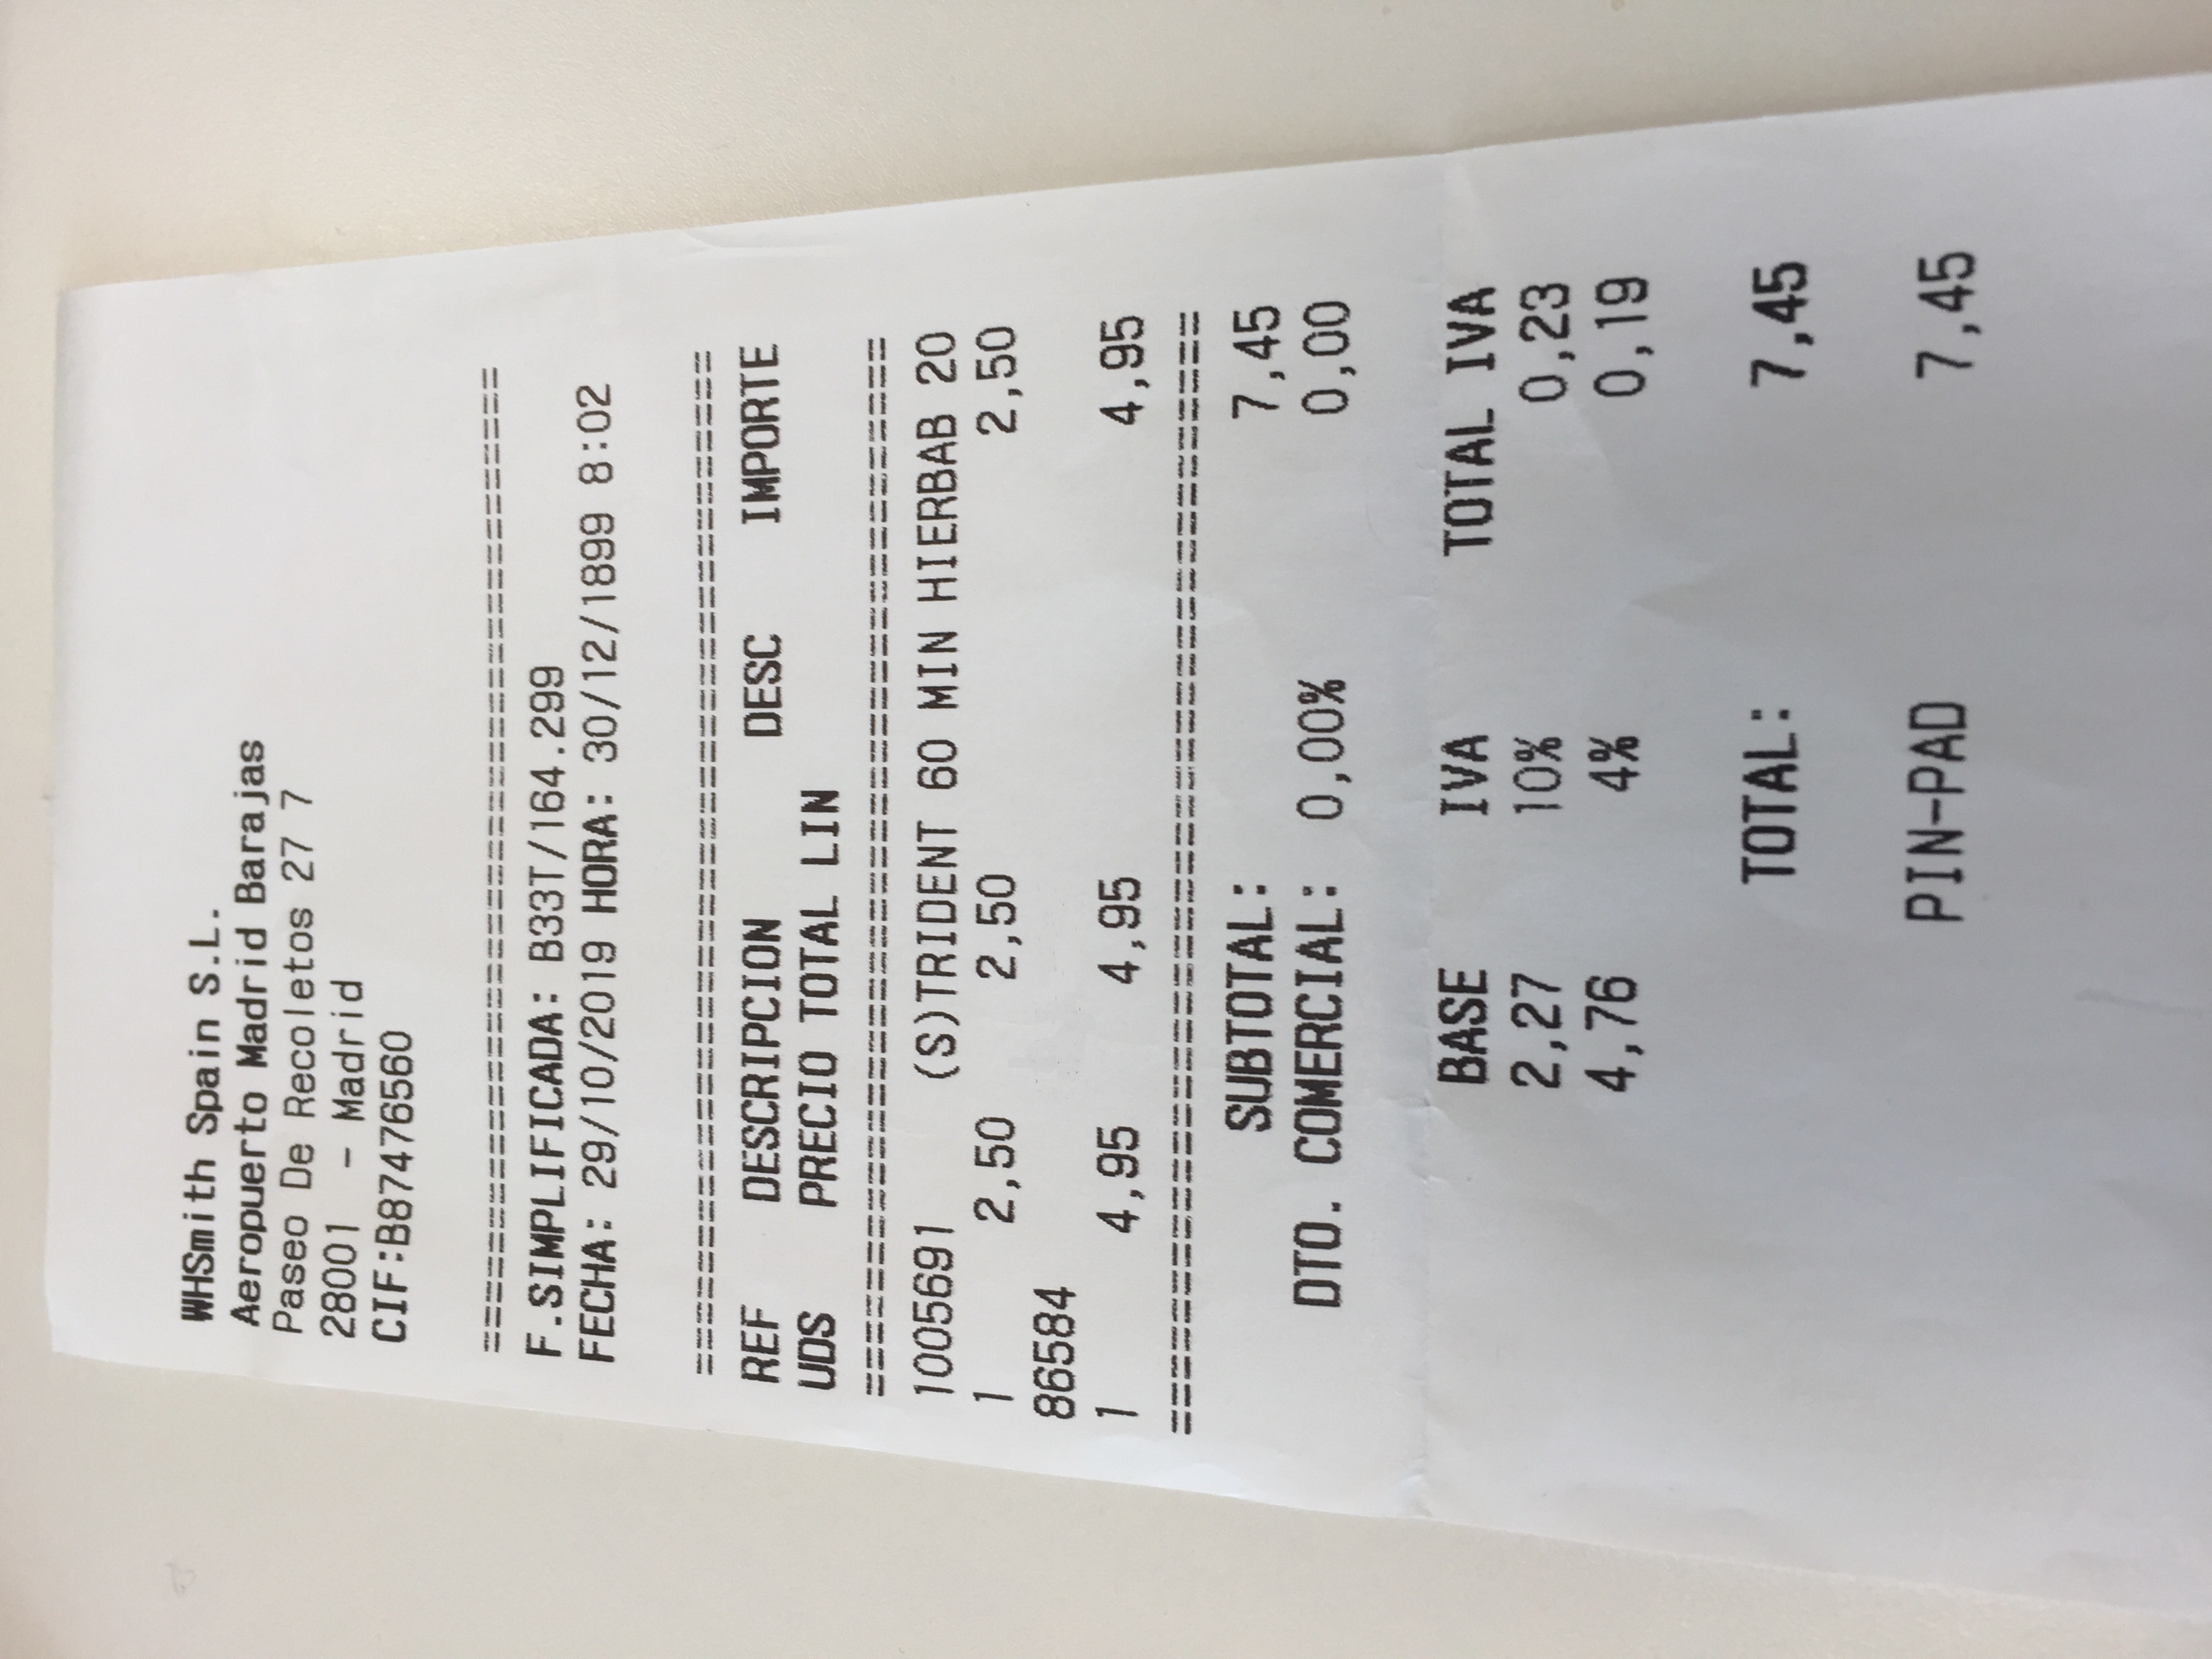 WHSmith Spain S.L.
Aeropuerto Madrid Barajas
Paseo De Recoletos 27 7
28001 - Madrid
CIF:B87476560
========================================
F.SIMPLIFICADA: B33T/164.299
FECHA: 29/10/2019 HORA: 30/12/1899 8:02
========================================
REF DESCRIPCION DESC IMPORTE
UDS PRECIO TOTAL LIN
========================================
1005691 (S)TRIDENT 60 MIN HIERBAB 20
1 2,50 2,50 2,50
86584
1 4,95 4,95 4,95
========================================
SUBTOTAL: 7,45
DTO. COMERCIAL: 0,00% 0,00
BASE IVA TOTAL IVA
2,27 10% 0,23
4,76 4% 0,19
TOTAL: 7,45
PIN-PAD 7,45